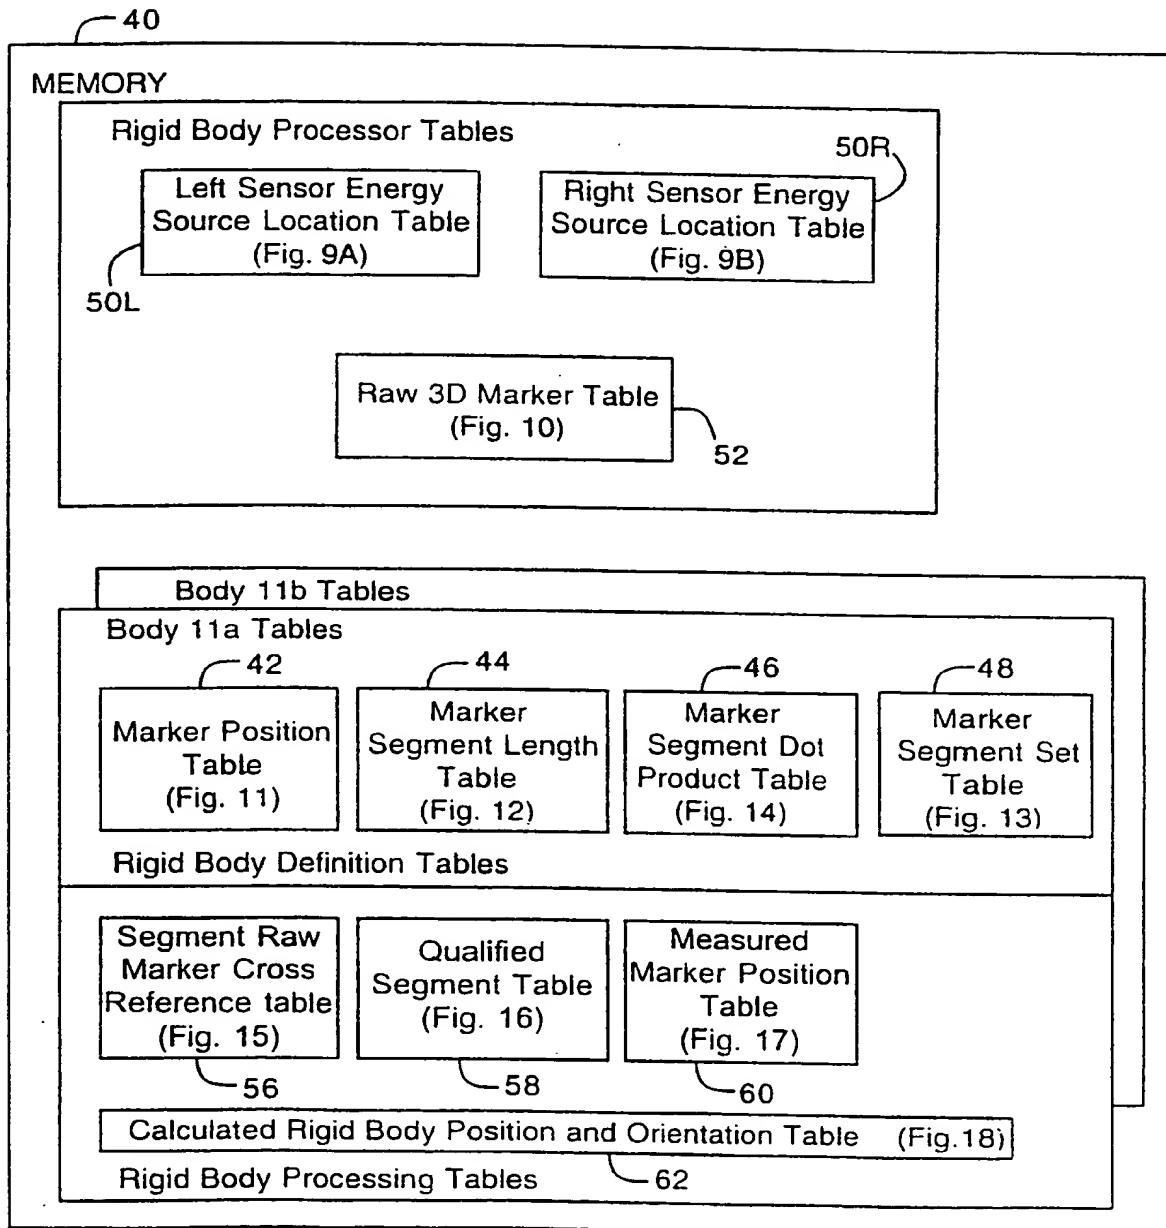 40
MEMORY
Rigid Body Processor Tables
50R
Left Sensor Energy
Source Location Table
(Fig. 9A)
Right Sensor Energy
Source Location Table
(Fig. 9B)
50L
Raw 3D Marker Table
(Fig. 10)
52
Body 11b Tables
Body 11a Tables
42
44
46
48
Marker Position
Table
(Fig. 11)
Marker
Segment Length
Table
(Fig. 12)
Marker
Segment Dot
Product Table
(Fig. 14)
Marker
Segment Set
Table
(Fig. 13)
Rigid Body Definition Tables
Segment Raw
Marker Cross
Reference table
(Fig. 15)
Qualified
Segment Table
(Fig. 16)
Measured
Marker Position
Table
(Fig. 17)
56
58
60
Calculated Rigid Body Position and Orientation Table (Fig.18)
Rigid Body Processing Tables
62